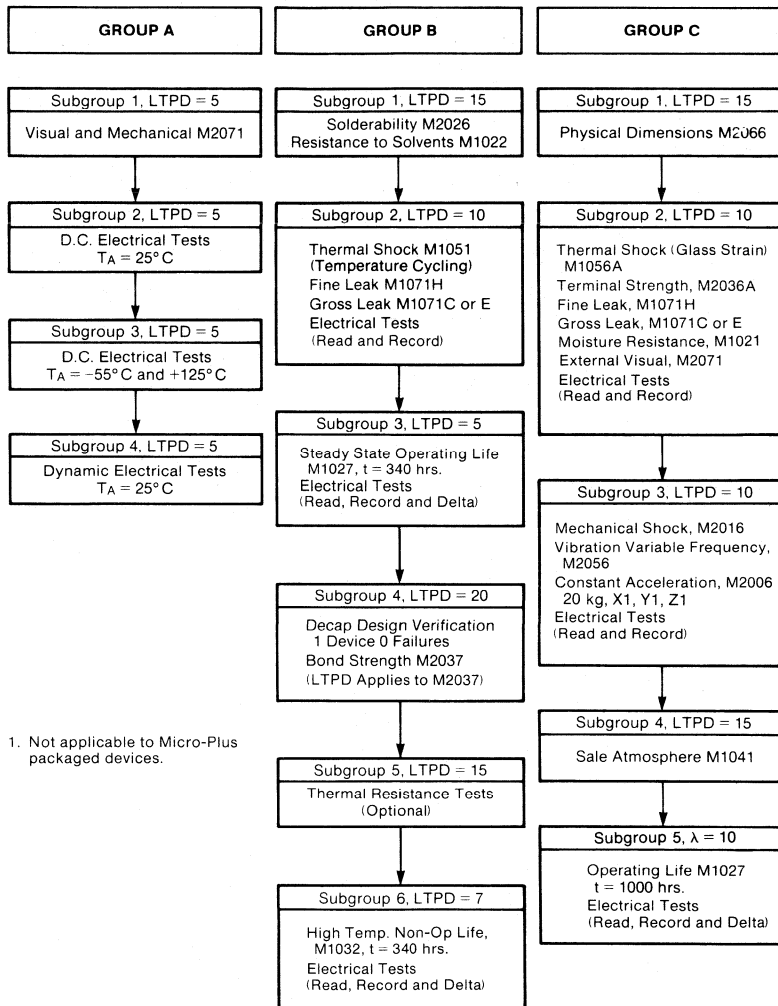 GROUP A
Subgroup 1, LTPD = 5
Visual and Mechanical M2071
Subgroup 2, LTPD = 5
D.C. Electrical Tests
TA = 25°C
Subgroup 3, LTPD = 5
D.C. Electrical Tests
TA = −55°C and +125°C
Subgroup 4, LTPD = 5
Dynamic Electrical Tests
TA = 25°C
1. Not applicable to Micro-Plus
packaged devices.
GROUP B
Subgroup 1, LTPD = 15
Solderability M2026
Resistance to Solvents M1022
Subgroup 2, LTPD = 10
Thermal Shock M1051
(Temperature Cycling)
Fine Leak M1071H
Gross Leak M1071C or E
Electrical Tests
(Read and Record)
Subgroup 3, LTPD = 5
Steady State Operating Life
M1027, t = 340 hrs.
Electrical Tests
(Read, Record and Delta)
Subgroup 4, LTPD = 20
Decap Design Verification
1 Device 0 Failures
Bond Strength M2037
(LTPD Applies to M2037)
Subgroup 5, LTPD = 15
Thermal Resistance Tests
(Optional)
Subgroup 6, LTPD = 7
High Temp. Non-Op Life,
M1032, t = 340 hrs.
Electrical Tests
(Read, Record and Delta)
GROUP C
Subgroup 1, LTPD = 15
Physical Dimensions M2066
Subgroup 2, LTPD = 10
Thermal Shock (Glass Strain)
M1056A
Terminal Strength, M2036A
Fine Leak, M1071H
Gross Leak, M1071C or E
Moisture Resistance, M1021
External Visual, M2071
Electrical Tests
(Read and Record)
Subgroup 3, LTPD = 10
Mechanical Shock, M2016
Vibration Variable Frequency,
M2056
Constant Acceleration, M2006
20 kg, X1, Y1, Z1
Electrical Tests
(Read and Record)
Subgroup 4, LTPD = 15
Sale Atmosphere M1041
Subgroup 5, λ = 10
Operating Life M1027
t = 1000 hrs.
Electrical Tests
(Read, Record and Delta)